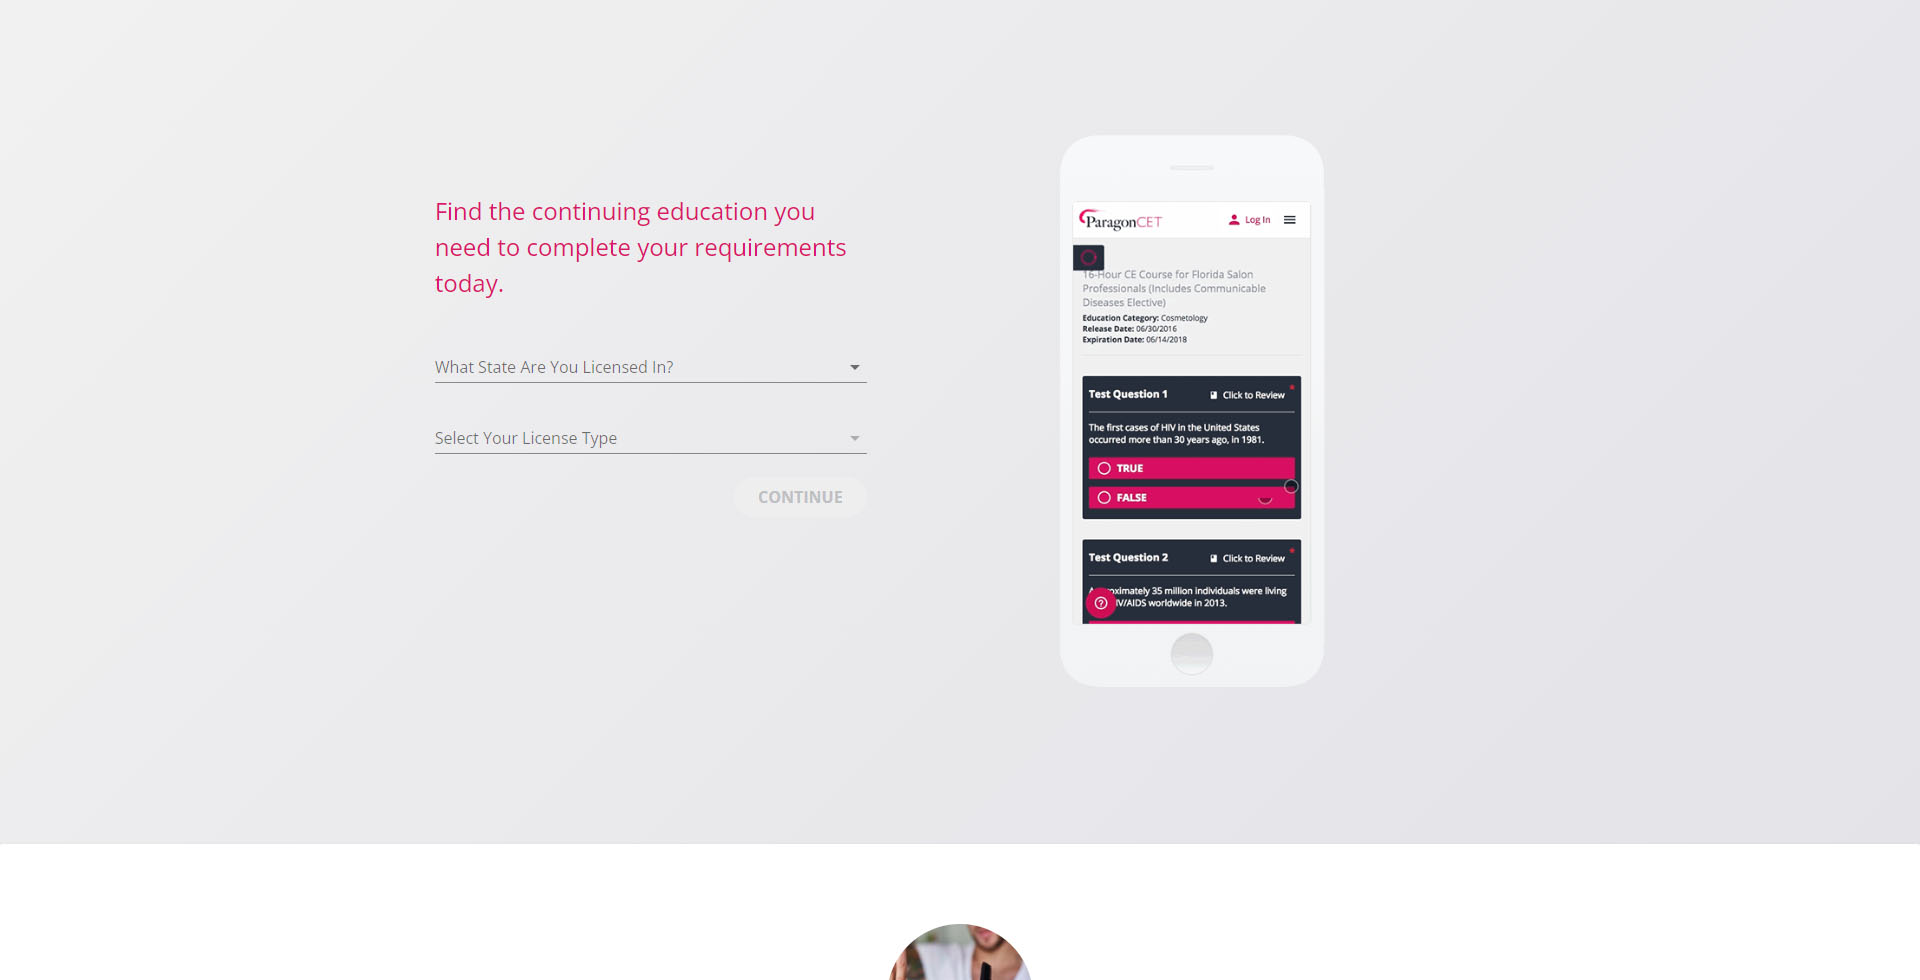 Find the continuing education you
need to complete your requirements
today.
What State Are You Licensed In?
Select Your License Type
CONTINUE
ParagonCET
Log In
16-Hour CE Course for Florida Salon
Professionals (Includes Communicable
Diseases Elective)
Education Category: Cosmetology
Release Date: 06/30/2016
Expiration Date: 06/14/2018
Test Question 1
Click to Review *
The first cases of HIV in the United States
occurred more than 30 years ago, in 1981.
TRUE
FALSE
Test Question 2
Click to Review *
million individuals were living
HIV/AIDS worldwide in 2013.